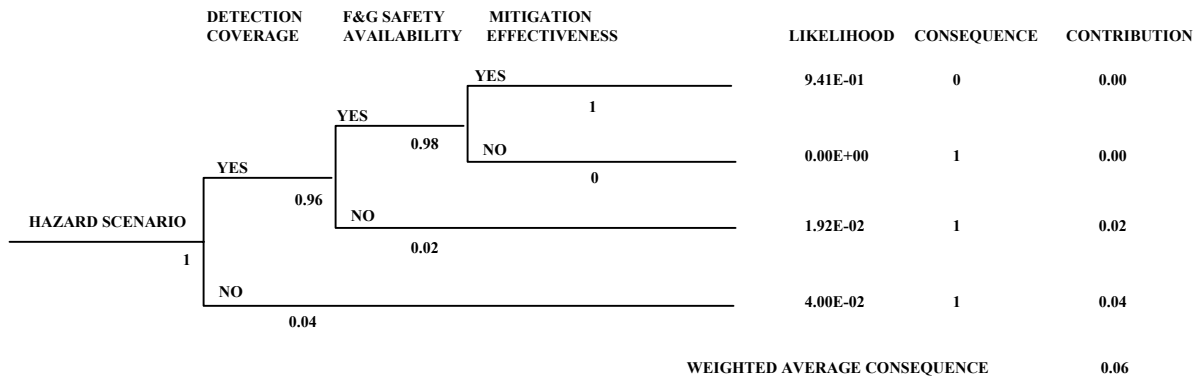 DETECTION COVERAGE
F&G SAFETY AVAILABILITY
MITIGATION EFFECTIVENESS
LIKELIHOOD CONSEQUENCE CONTRIBUTION
YES
9.41E-01 0 0.00
1
YES
0.98
NO
0.00E+00 1 0.00
0
YES
0.96
NO
1.92E-02 1 0.02
0.02
HAZARD SCENARIO
1
NO
4.00E-02 1 0.04
0.04
WEIGHTED AVERAGE CONSEQUENCE 0.06